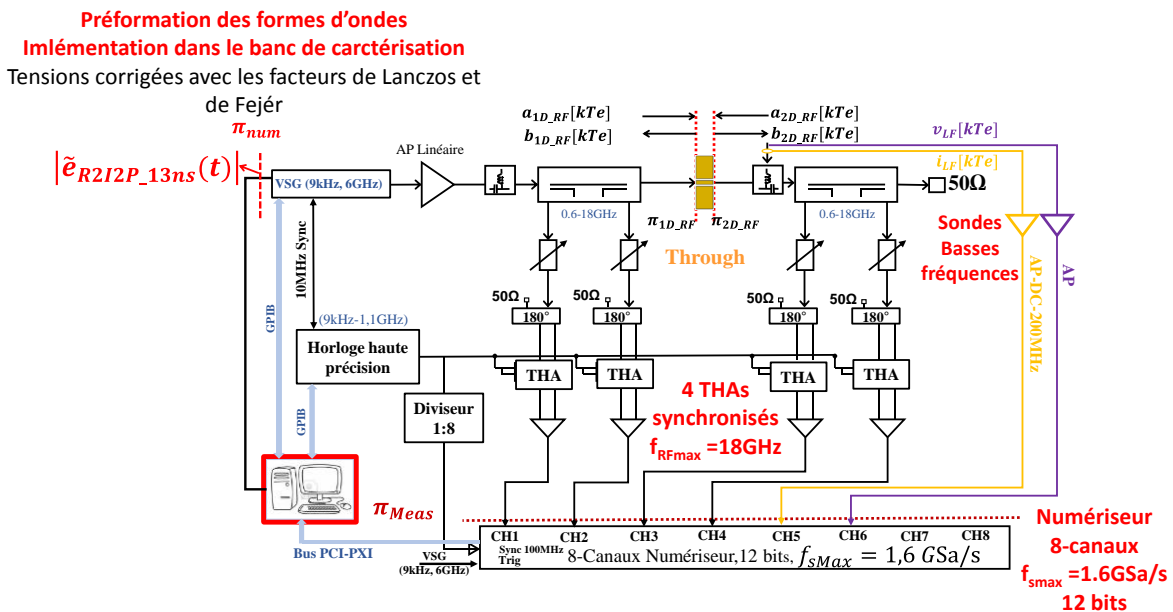 Préformation des formes d'ondes
Imlémentation dans le banc de carctérisation
Tensions corrigées avec les facteurs de Lanczos et
de Fejér
π_num
|ẽ_R2I2P_13ns(t)|
VSG (9kHz, 6GHz)
AP Linéaire
a_1D_RF[kTe]
b_1D_RF[kTe]
a_2D_RF[kTe]
b_2D_RF[kTe]
v_LF[kTe]
i_LF[kTe]
50Ω
0.6-18GHz
π_1D_RF
π_2D_RF
0.6-18GHz
Through
Sondes
Basses
fréquences
AP-DC-200MHz
AP
10MHz Sync
GPIB
(9kHz-1,1GHz)
Horloge haute
précision
GPIB
50Ω
180°
50Ω
180°
50Ω
180°
50Ω
180°
THA
THA
THA
THA
Diviseur
1:8
4 THAs
synchronisés
f_RFmax =18GHz
π_Meas
Bus PCI-PXI
VSG
(9kHz, 6GHz)
CH1 CH2 CH3 CH4 CH5 CH6 CH7 CH8
Sync 100MHz
Trig
8-Canaux Numériseur,12 bits, f_sMax = 1,6 GSa/s
Numériseur
8-canaux
f_smax =1.6GSa/s
12 bits